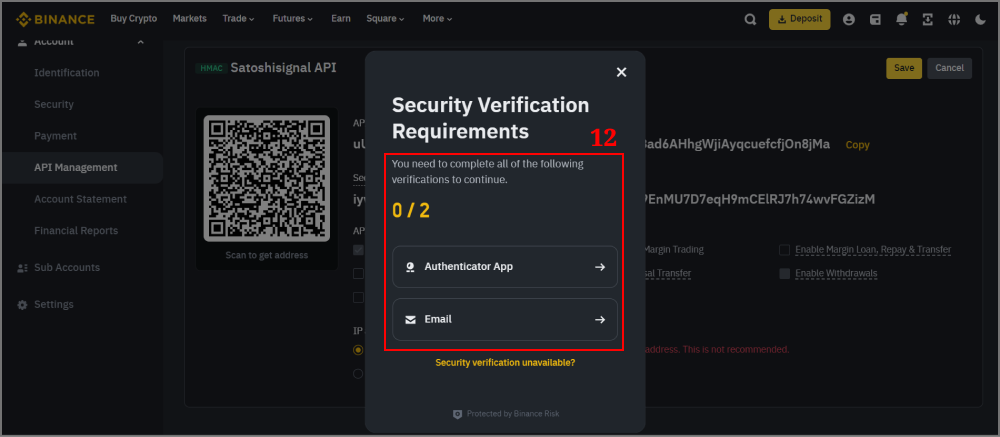 BINANCE Buy Crypto Markets Trade Futures Earn Square More Deposit
Account
Identification
Security
Payment
API Management
Account Statement
Financial Reports
Sub Accounts
Settings
HMAC Satoshisignal API
Save Cancel
Scan to get address
AP
ul
Bad6AHhgWjiAyqcuefcfjOn8jMa Copy
Se
iyv
9EnMU7D7eqH9mCElRJ7h74wvFGZizM
AP
Margin Trading
Enable Margin Loan, Repay & Transfer
sal Transfer
Enable Withdrawals
IP
address. This is not recommended.
Security Verification
Requirements
12
You need to complete all of the following
verifications to continue.
0 / 2
Authenticator App
Email
Security verification unavailable?
Protected by Binance Risk